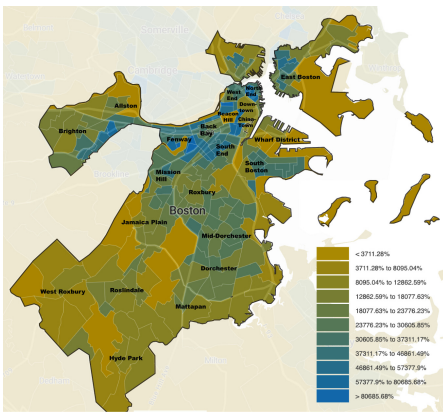 East Boston
West
End
North
End
Down-
town
Beacon
Hill
China-
town
Allston
Brighton
Back
Bay
Fenway
South
End
Wharf District
Mission
Hill
South
Boston
Roxbury
Boston
Jamaica Plain
Mid-Dorchester
Dorchester
West Roxbury
Roslindale
Mattapan
Hyde Park
< 3711.28%
3711.28% to 8095.04%
8095.04% to 12862.59%
12862.59% to 18077.63%
18077.63% to 23776.23%
23776.23% to 30605.85%
30605.85% to 37311.17%
37311.17% to 46861.49%
46861.49% to 57377.9%
57377.9% to 80685.68%
> 80685.68%